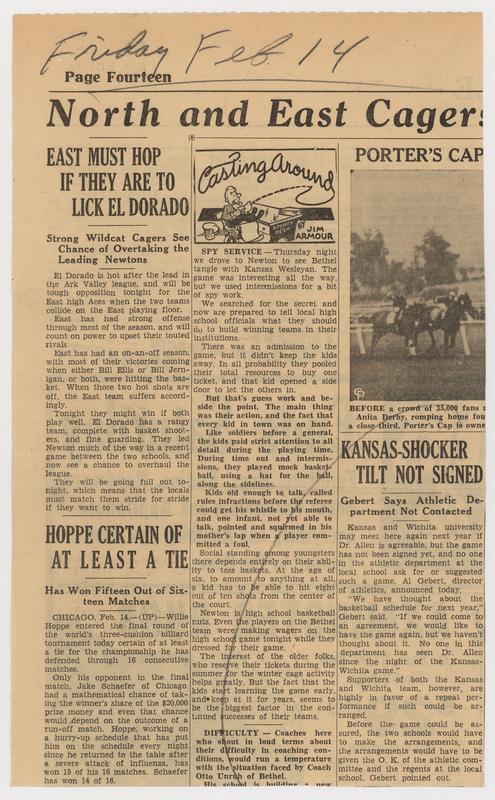 Friday Feb 14
Page Fourteen
North and East Cagers
EAST MUST HOP
IF THEY ARE TO
LICK EL DORADO
Strong Wildcat Cagers See
Chance of Overtaking the
Leading Newtons
El Dorado is hot after the lead in
the Ark Valley league, and will be
tough opposition tonight for the
East high Aces when the two teams
collide on the East playing floor.
East has had strong offense
through most of the season, and will
count on power to upset their touted
rivals
East has had an on-an-off season,
with most of their victories coming
when either Bill Ellis or Bill Jern-
igan, or both, were hitting the bas-
ket. When those two hot shots are
off, the East team suffers accord-
ingly.
Tonight they might win if both
play well. El Dorado has a rangy
team, complete with basket shoot-
ers, and fine guarding. They led
Newton much of the way in a recent
game between the two schools, and
now see a chance to overhaul the
league.
They will be going full out to-
night, which means that the locals
must match them stride for stride
if they want to win.
HOPPE CERTAIN OF
AT LEAST A TIE
Has Won Fifteen Out of Six-
teen Matches
CHICAGO, Feb. 14.—(UP)—Willie
Hoppe entered the final round of
the world's three-cushion billiard
tournament today certain of at least
a tie for the championship he has
defended through 16 consecutive
matches.
Only his opponent in the final
match, Jake Schaefer of Chicago
had a mathematical chance of tak-
ing the winner's share of the $20,000
prize money and even that chance
would depend on the outcome of a
run-off match. Hoppe, working on
a hurry-up schedule that has put
him on the schedule every night
since he returned to the table after
a severe attack of influenza, has
won 15 of his 16 matches. Schaefer
has won 14 of 16.
Casting Around
SPORTS DESK
BY
JIM
ARMOUR
SPY SERVICE — Thursday night
we drove to Newton to see Bethel
tangle with Kansas Wesleyan. The
game was interesting all the way,
but we used intermissions for a bit
of spy work.
We searched for the secret and
now are prepared to tell local high
school officials what they should
do to build winning teams in their
institutions.
There was an admission to the
game, but it didn't keep the kids
away. In all probability they pooled
their total resources to buy one
ticket, and that kid opened a side
door to let the others in.
But that's guess work and be-
side the point. The main thing
was their action, and the fact that
every kid in town was on hand.
Like soldiers before a general,
the kids paid strict attention to all
detail during the playing time.
During time out and intermis-
sions, they played mock basket-
ball, using a hat for the ball,
along the sidelines.
Kids old enough to talk, called
rules infractions before the referee
could get his whistle to his mouth,
and one infant, not yet able to
talk, pointed and squirmed in his
mother's lap when a player com-
mitted a foul.
Social standing among youngsters
there depends entirely on their abil-
ity to toss baskets. At the age of
six, to amount to anything at all,
a kid has to be able to hit eight
out of ten shots from the center of
the court.
Newton is high school basketball
nuts. Even the players on the Bethel
team were making wagers on the
high school game tonight while they
dressed for their game.
The interest of the older folks,
who reserve their tickets during the
summer for the winter cage activity
helps greatly. But the fact that the
kids start learning the game early,
and keep at it for years, seems to
be the biggest factor in the con-
tinued successes of their teams.
DIFFICULTY — Coaches here
who shout in loud terms about
their difficulty in coaching con-
ditions, would run a temperature
with the situation faced by Coach
Otto Unruh of Bethel.
His school is building a new
PORTER'S CAP
BEFORE a crowd of 35,000 fans
Anita Derby, romping home fou
a close third. Porter's Cap is owne
KANSAS-SHOCKER
TILT NOT SIGNED
Gebert Says Athletic De-
partment Not Contacted
Kansas and Wichita university
may meet here again next year if
Dr. Allen is agreeable, but the game
has not been signed yet, and no one
in the athletic department at the
local school ask for or suggested
such a game, Al Gebert, director
of athletics, announced today.
"We have thought about the
basketball schedule for next year,"
Gebert said. "If we could come to
an agreement, we would like to
have the game again, but we haven't
thought about it. No one in this
department has seen Dr. Allen
since the night of the Kansas-
Wichita game."
Supporters of both the Kansas
and Wichita team, however, are
highly in favor of a repeat per-
formance if such could be ar-
ranged.
Before the game could be as-
sured, the two schools would have
to make the arrangements, and
the arrangements would have to be
given the O. K. of the athletic com-
mittee and the regents at the local
school. Gebert pointed out.